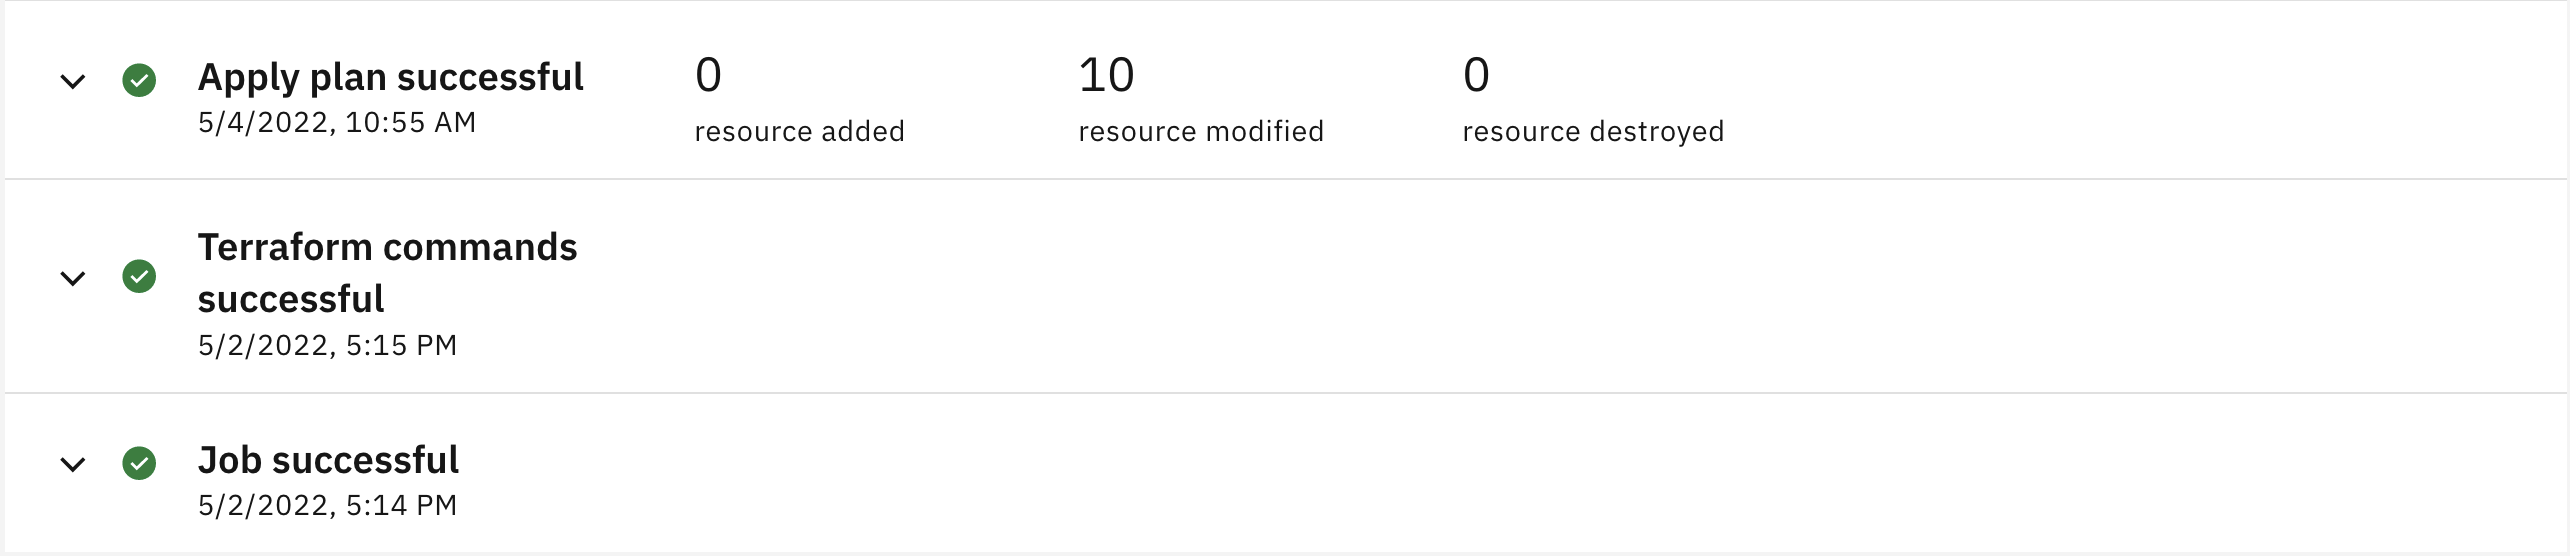 Apply plan successful
5/4/2022, 10:55 AM
0
resource added
10
resource modified
0
resource destroyed
Terraform commands
successful
5/2/2022, 5:15 PM
Job successful
5/2/2022, 5:14 PM